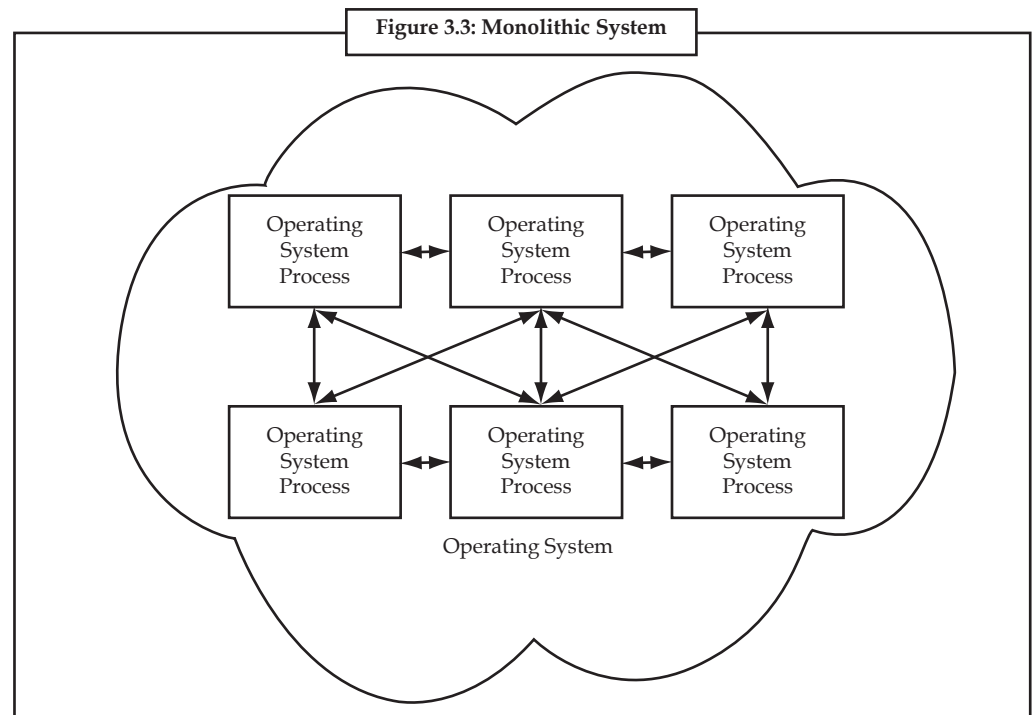 Figure 3.3: Monolithic System
Operating
System
Process
Operating
System
Process
Operating
System
Process
Operating
System
Process
Operating
System
Process
Operating
System
Process
Operating System